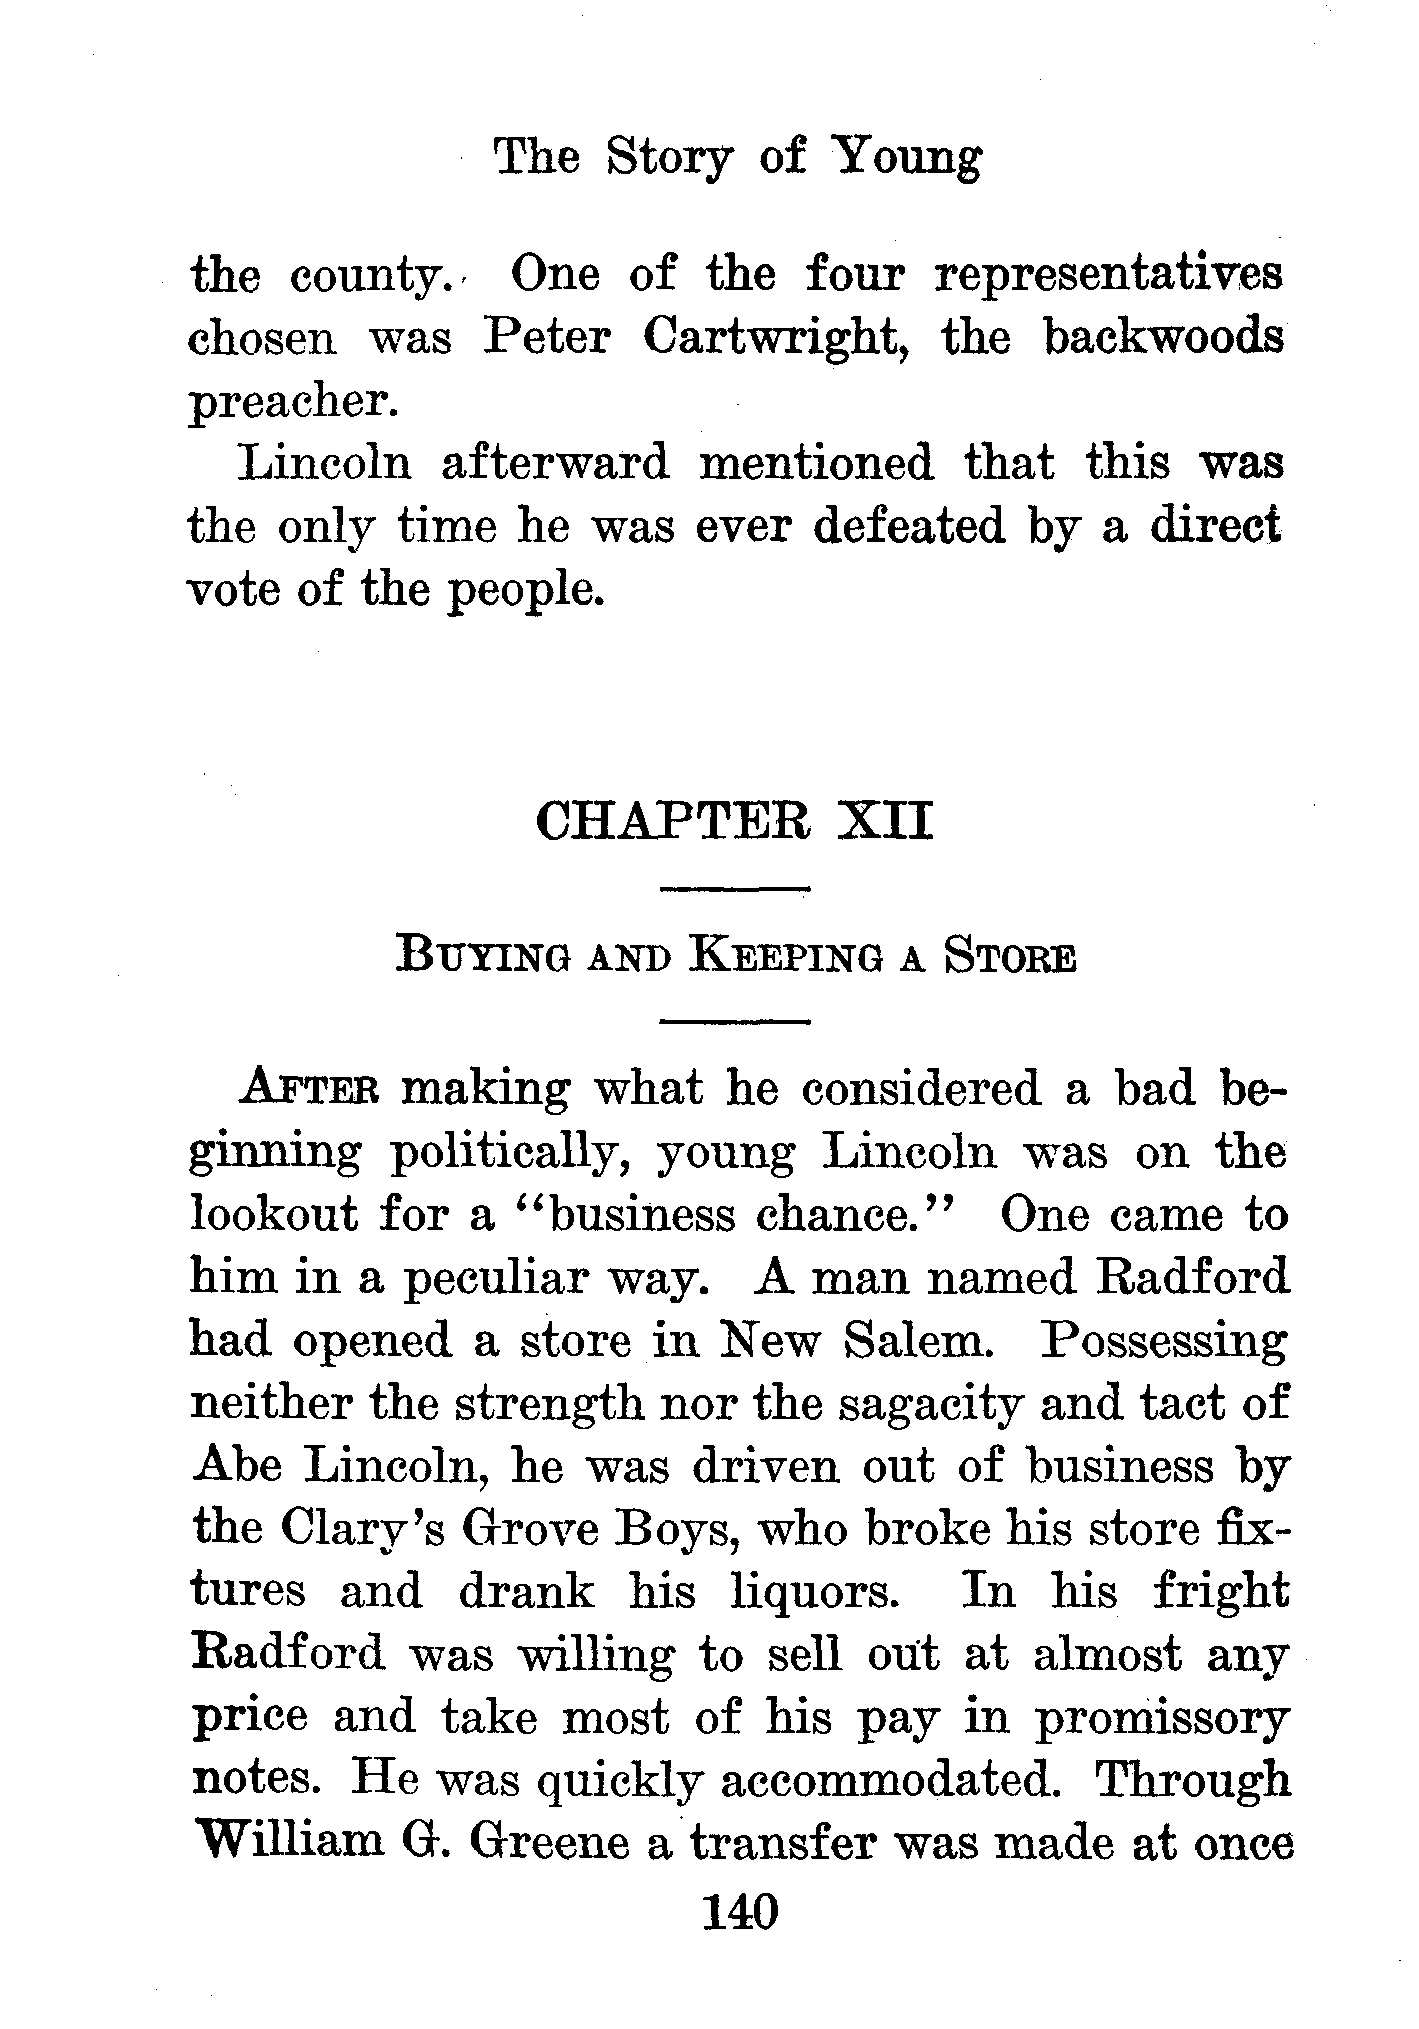 The Story of Young
the county. One of the four representatives
chosen was Peter Cartwright, the backwoods
preacher.
Lincoln afterward mentioned that this was
the only time he was ever defeated by a direct
vote of the people.
CHAPTER XII
BUYING AND KEEPING A STORE
AFTER making what he considered a bad be-
ginning politically, young Lincoln was on the
lookout for a “business chance.” One came to
him in a peculiar way. A man named Radford
had opened a store in New Salem. Possessing
neither the strength nor the sagacity and tact of
Abe Lincoln, he was driven out of business by
the Clary's Grove Boys, who broke his store fix-
tures and drank his liquors. In his fright
Radford was willing to sell out at almost any
price and take most of his pay in promissory
notes. He was quickly accommodated. Through
William G. Greene a transfer was made at once
140